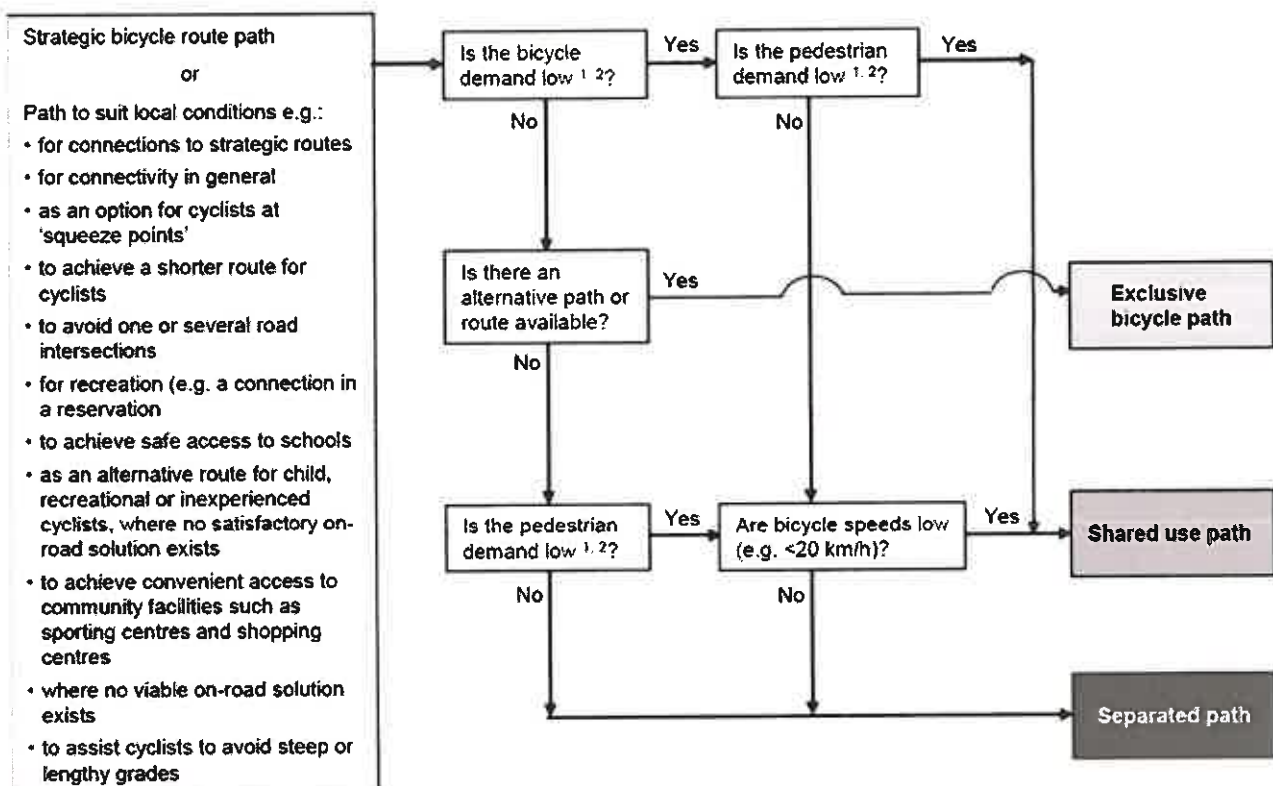 Strategic bicycle route path
or
Path to suit local conditions e.g.:
• for connections to strategic routes
• for connectivity in general
• as an option for cyclists at
‘squeeze points’
• to achieve a shorter route for
cyclists
• to avoid one or several road
intersections
• for recreation (e.g. a connection in
a reservation
• to achieve safe access to schools
• as an alternative route for child,
recreational or inexperienced
cyclists, where no satisfactory on-
road solution exists
• to achieve convenient access to
community facilities such as
sporting centres and shopping
centres
• where no viable on-road solution
exists
• to assist cyclists to avoid steep or
lengthy grades
Is the bicycle
demand low 1, 2?
Yes
Is the pedestrian
demand low 1, 2?
Yes
No
No
Is there an
alternative path or
route available?
Yes
Exclusive
bicycle path
No
Is the pedestrian
demand low 1, 2?
Yes
Are bicycle speeds low
(e.g. <20 km/h)?
Yes
Shared use path
No
No
Separated path